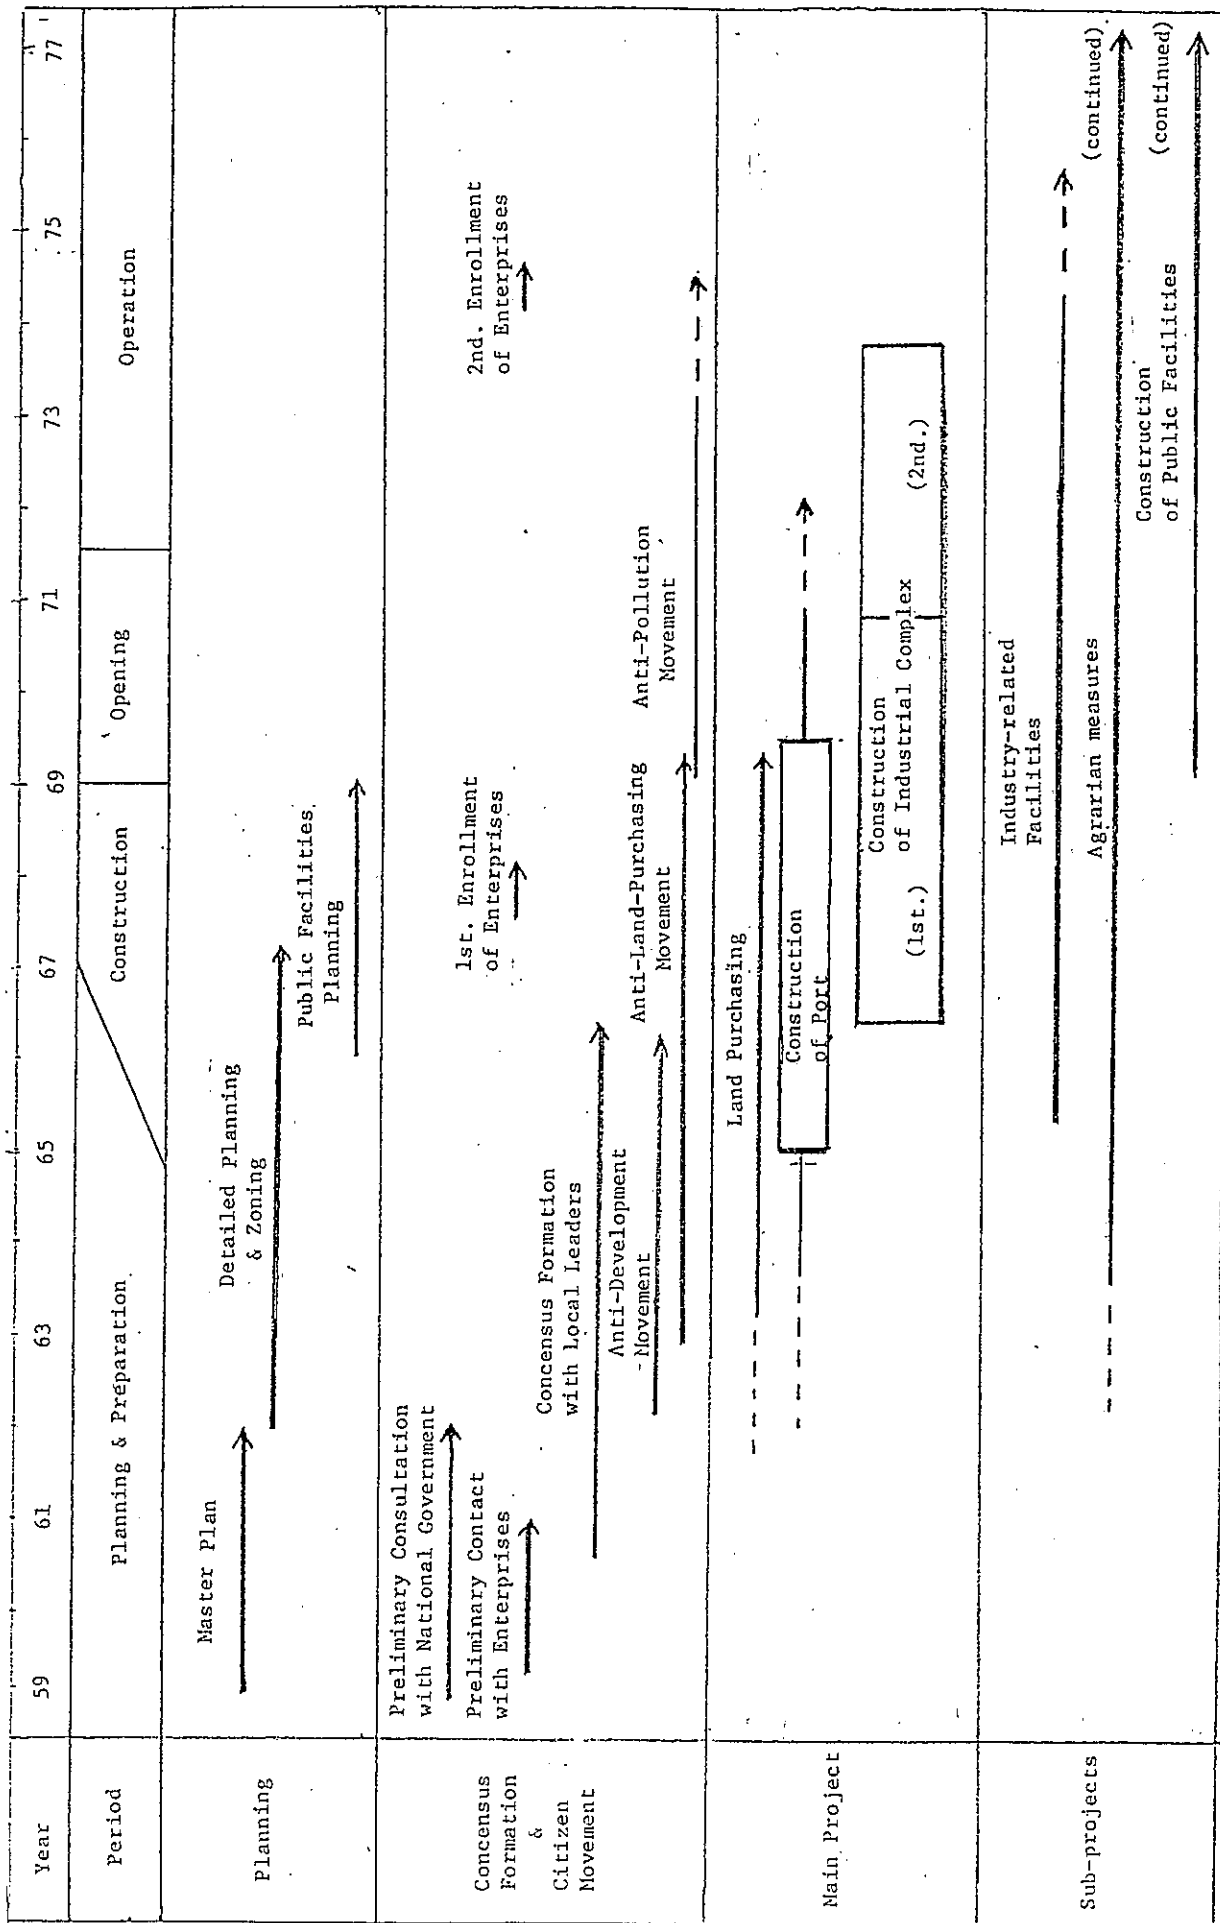 Year
59
61
63
65
67
69
71
73
75
77
Period
Planning & Preparation
Construction
Opening
Operation
Planning
Master Plan
Detailed Planning
& Zoning
Public Facilities
Planning
Concensus
Formation
&
Citizen
Movement
Preliminary Consultation
with National Government
Preliminary Contact
with Enterprises
1st. Enrollment
of Enterprises
2nd. Enrollment
of Enterprises
Concensus Formation
with Local Leaders
Anti-Development
Movement
Anti-Land-Purchasing
Movement
Anti-Pollution
Movement
Main Project
Land Purchasing
Construction
of Port
Construction
of Industrial Complex
(1st.)
(2nd.)
Sub-projects
Industry-related
Facilities
Agrarian measures
(continued)
Construction
of Public Facilities
(continued)